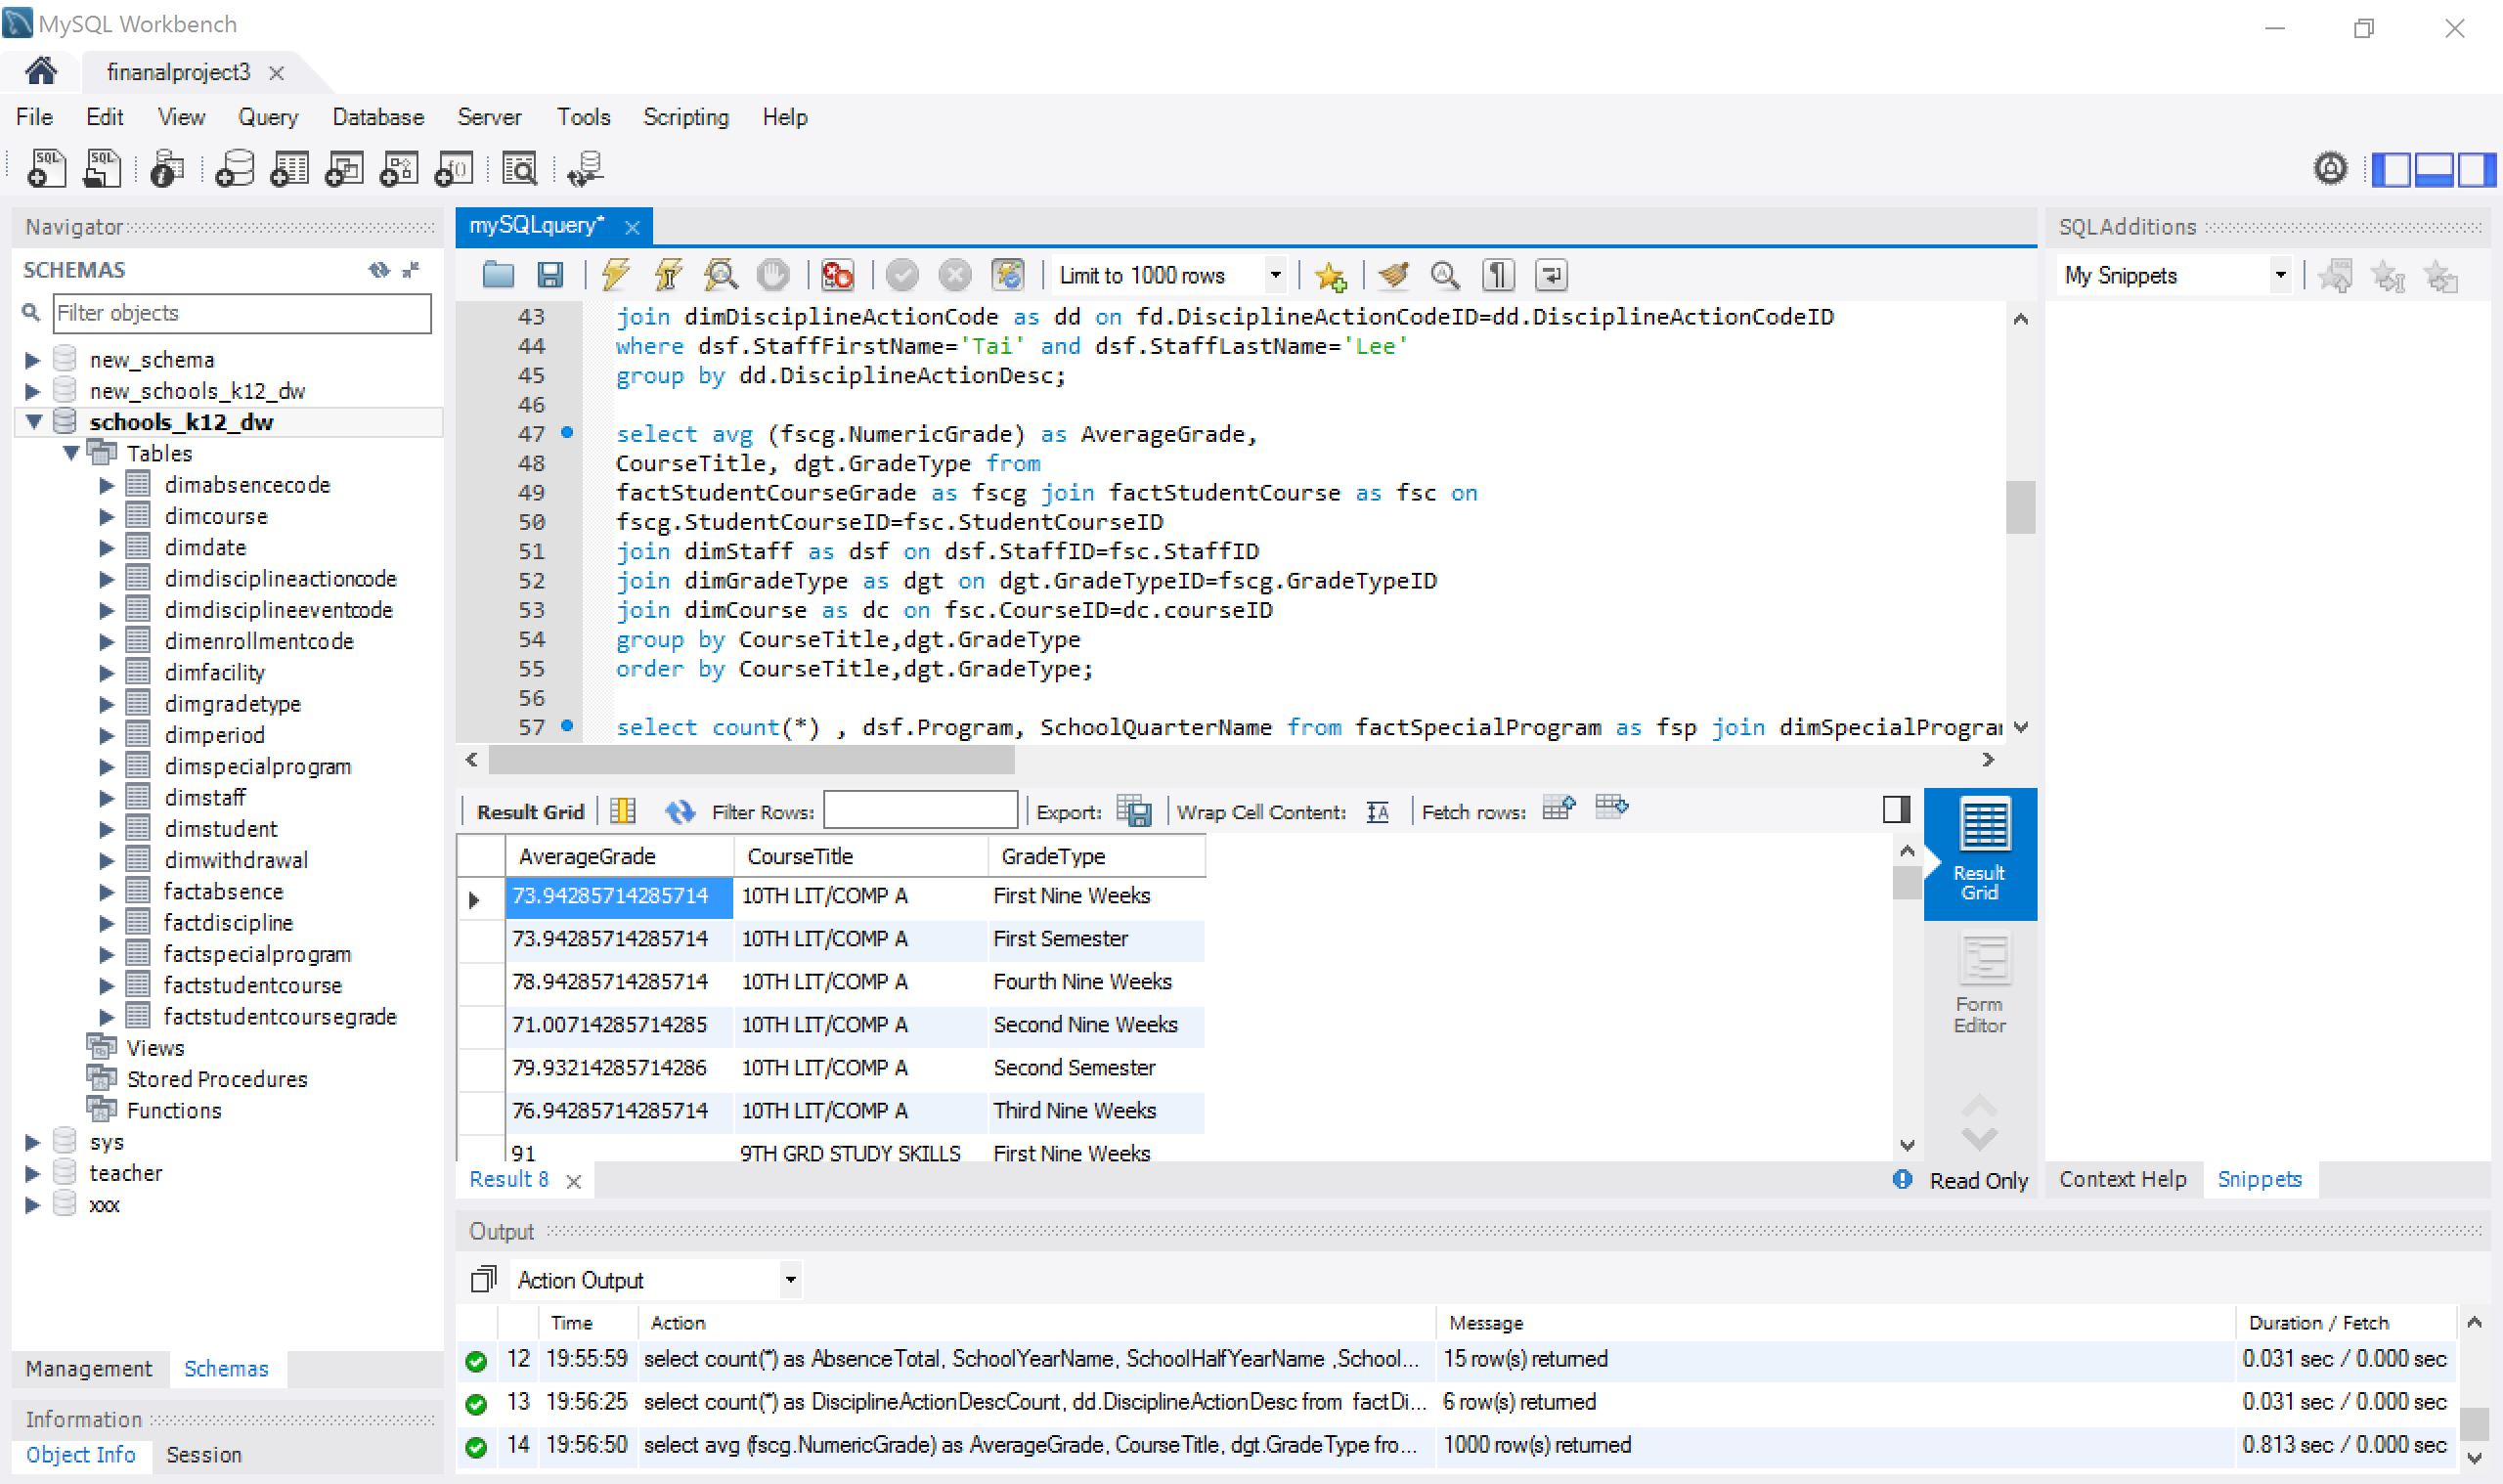 MySQL Workbench
finanalproject3
File Edit View Query Database Server Tools Scripting Help
Navigator
SCHEMAS
Filter objects
new_schema
new_schools_k12_dw
schools_k12_dw
Tables
dimabsencecode
dimcourse
dimdate
dimdisciplineactioncode
dimdisciplineeventcode
dimenrollmentcode
dimfacility
dimgradetype
dimperiod
dimspecialprogram
dimstaff
dimstudent
dimwithdrawal
factabsence
factdiscipline
factspecialprogram
factstudentcourse
factstudentcoursegrade
Views
Stored Procedures
Functions
sys
teacher
xxx
Management Schemas
Information
Object Info Session
mySQLquery*
Limit to 1000 rows
43 join dimDisciplineActionCode as dd on fd.DisciplineActionCodeID=dd.DisciplineActionCodeID
44 where dsf.StaffFirstName='Tai' and dsf.StaffLastName='Lee'
45 group by dd.DisciplineActionDesc;
46
47 select avg (fscg.NumericGrade) as AverageGrade,
48 CourseTitle, dgt.GradeType from
49 factStudentCourseGrade as fscg join factStudentCourse as fsc on
50 fscg.StudentCourseID=fsc.StudentCourseID
51 join dimStaff as dsf on dsf.StaffID=fsc.StaffID
52 join dimGradeType as dgt on dgt.GradeTypeID=fscg.GradeTypeID
53 join dimCourse as dc on fsc.CourseID=dc.courseID
54 group by CourseTitle,dgt.GradeType
55 order by CourseTitle,dgt.GradeType;
56
57 select count(*) , dsf.Program, SchoolQuarterName from factSpecialProgram as fsp join dimSpecialProgram
Result Grid Filter Rows: Export: Wrap Cell Content: Fetch rows:
AverageGrade CourseTitle GradeType
73.94285714285714 10TH LIT/COMP A First Nine Weeks
73.94285714285714 10TH LIT/COMP A First Semester
78.94285714285714 10TH LIT/COMP A Fourth Nine Weeks
71.00714285714285 10TH LIT/COMP A Second Nine Weeks
79.93214285714286 10TH LIT/COMP A Second Semester
76.94285714285714 10TH LIT/COMP A Third Nine Weeks
91 9TH GRD STUDY SKILLS First Nine Weeks
Result Grid
Form Editor
Result 8
Read Only
SQLAdditions
My Snippets
Context Help Snippets
Output
Action Output
Time Action Message Duration / Fetch
12 19:55:59 select count(*) as AbsenceTotal, SchoolYearName, SchoolHalfYearName ,School... 15 row(s) returned 0.031 sec / 0.000 sec
13 19:56:25 select count(*) as DisciplineActionDescCount, dd.DisciplineActionDesc from factDi... 6 row(s) returned 0.031 sec / 0.000 sec
14 19:56:50 select avg (fscg.NumericGrade) as AverageGrade, CourseTitle, dgt.GradeType fro... 1000 row(s) returned 0.813 sec / 0.000 sec